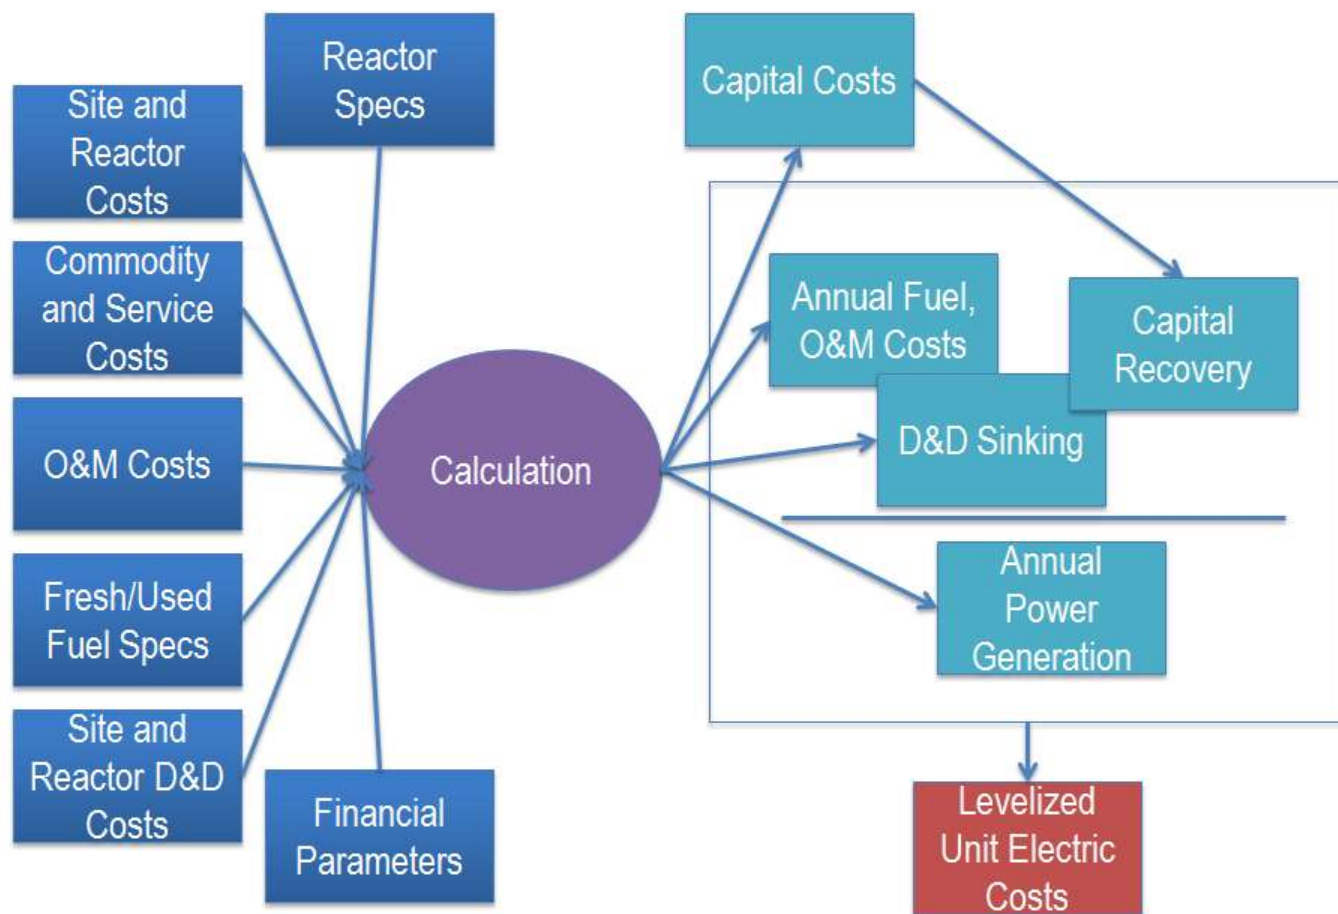 Reactor
Specs
Site and
Reactor
Costs
Commodity
and Service
Costs
O&M Costs
Fresh/Used
Fuel Specs
Site and
Reactor D&D
Costs
Financial
Parameters
Calculation
Capital Costs
Annual Fuel,
O&M Costs
Capital
Recovery
D&D Sinking
Annual
Power
Generation
Levelized
Unit Electric
Costs